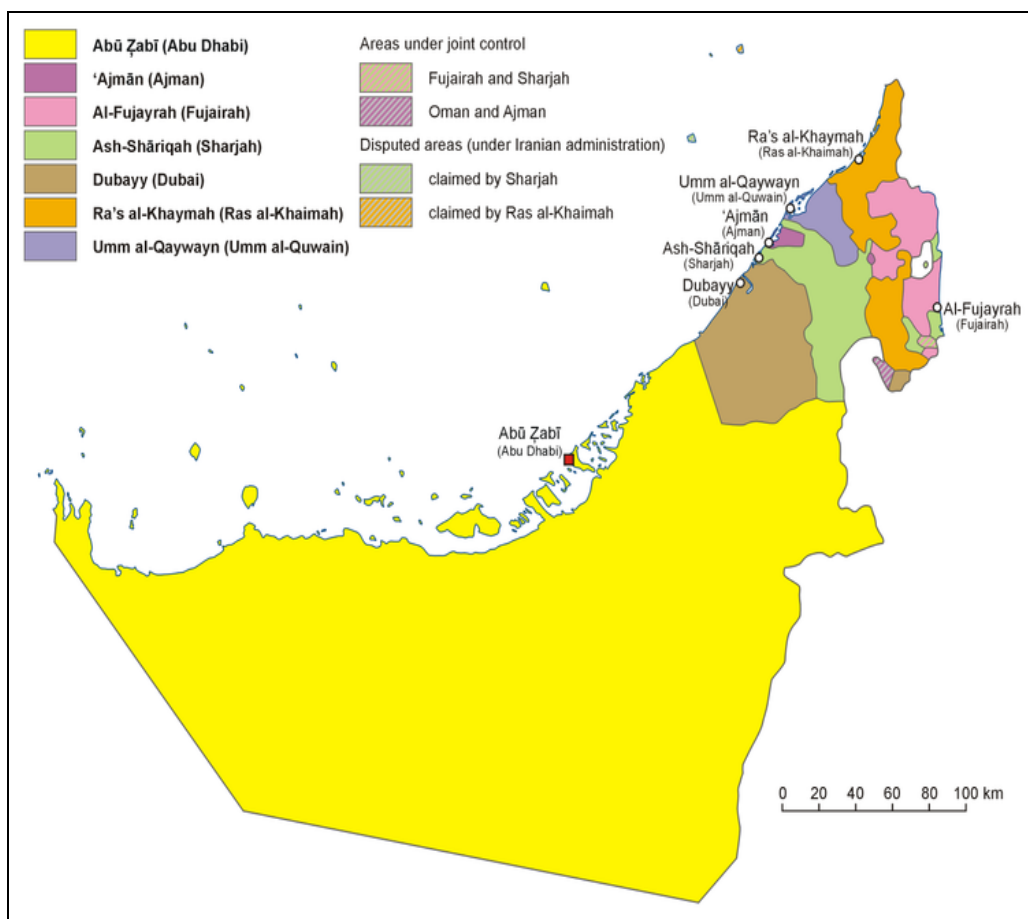 Abū Z̧abī (Abu Dhabi)
‘Ajmān (Ajman)
Al-Fujayrah (Fujairah)
Ash-Shāriqah (Sharjah)
Dubayy (Dubai)
Ra's al-Khaymah (Ras al-Khaimah)
Umm al-Qaywayn (Umm al-Quwain)
Areas under joint control
Fujairah and Sharjah
Oman and Ajman
Disputed areas (under Iranian administration)
claimed by Sharjah
claimed by Ras al-Khaimah
Ra's al-Khaymah
(Ras al-Khaimah)
Umm al-Qaywayn
(Umm al-Quwain)
‘Ajmān
(Ajman)
Ash-Shāriqah
(Sharjah)
Dubayy
(Dubai)
Al-Fujayrah
(Fujairah)
Abū Z̧abī
(Abu Dhabi)
0 20 40 60 80 100 km